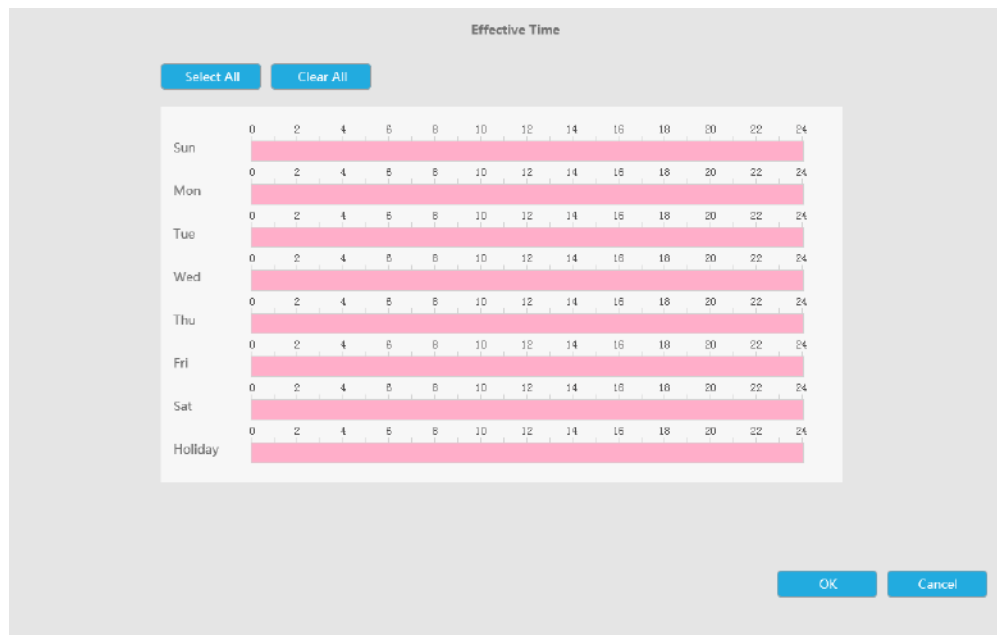 Effective Time
Select All Clear All
0 2 4 6 8 10 12 14 16 18 20 22 24
Sun
0 2 4 6 8 10 12 14 16 18 20 22 24
Mon
0 2 4 6 8 10 12 14 16 18 20 22 24
Tue
0 2 4 6 8 10 12 14 16 18 20 22 24
Wed
0 2 4 6 8 10 12 14 16 18 20 22 24
Thu
0 2 4 6 8 10 12 14 16 18 20 22 24
Fri
0 2 4 6 8 10 12 14 16 18 20 22 24
Sat
0 2 4 6 8 10 12 14 16 18 20 22 24
Holiday
OK Cancel